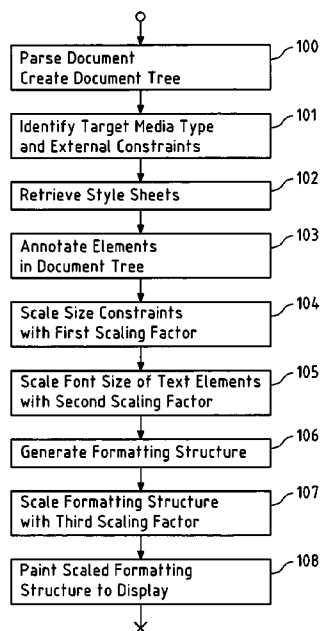 Parse Document
Create Document Tree
100
Identify Target Media Type
and External Constraints
101
Retrieve Style Sheets
102
Annotate Elements
in Document Tree
103
Scale Size Constraints
with First Scaling Factor
104
Scale Font Size of Text Elements
with Second Scaling Factor
105
Generate Formatting Structure
106
Scale Formatting Structure
with Third Scaling Factor
107
Paint Scaled Formatting
Structure to Display
108